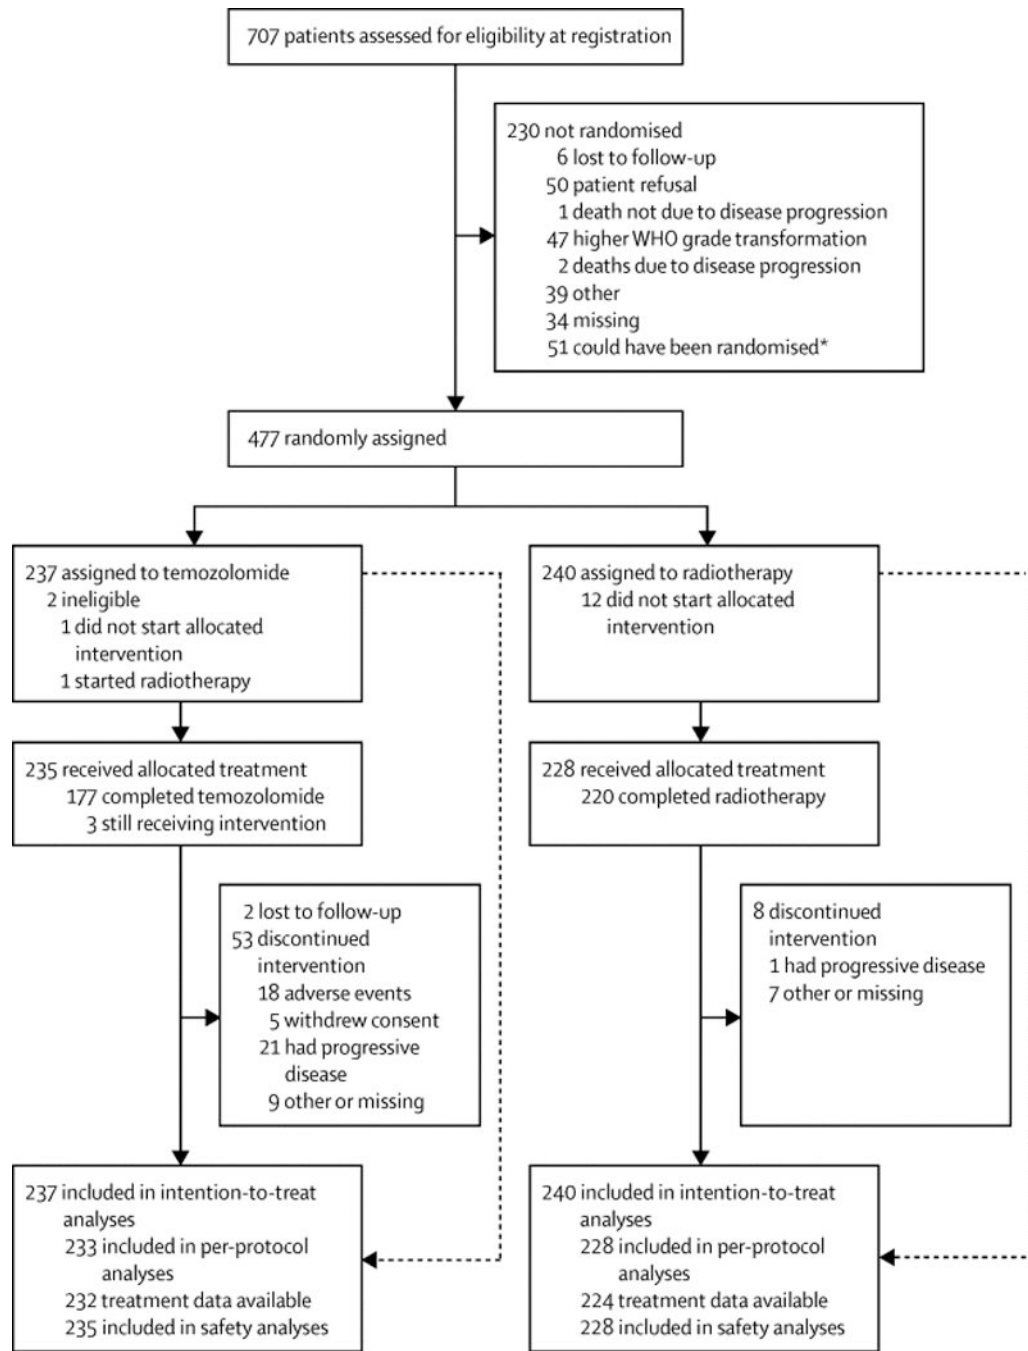 707 patients assessed for eligibility at registration
230 not randomised
6 lost to follow-up
50 patient refusal
1 death not due to disease progression
47 higher WHO grade transformation
2 deaths due to disease progression
39 other
34 missing
51 could have been randomised*
477 randomly assigned
237 assigned to temozolomide
2 ineligible
1 did not start allocated
intervention
1 started radiotherapy
240 assigned to radiotherapy
12 did not start allocated
intervention
235 received allocated treatment
177 completed temozolomide
3 still receiving intervention
228 received allocated treatment
220 completed radiotherapy
2 lost to follow-up
53 discontinued
intervention
18 adverse events
5 withdrew consent
21 had progressive
disease
9 other or missing
8 discontinued
intervention
1 had progressive disease
7 other or missing
237 included in intention-to-treat
analyses
233 included in per-protocol
analyses
232 treatment data available
235 included in safety analyses
240 included in intention-to-treat
analyses
228 included in per-protocol
analyses
224 treatment data available
228 included in safety analyses